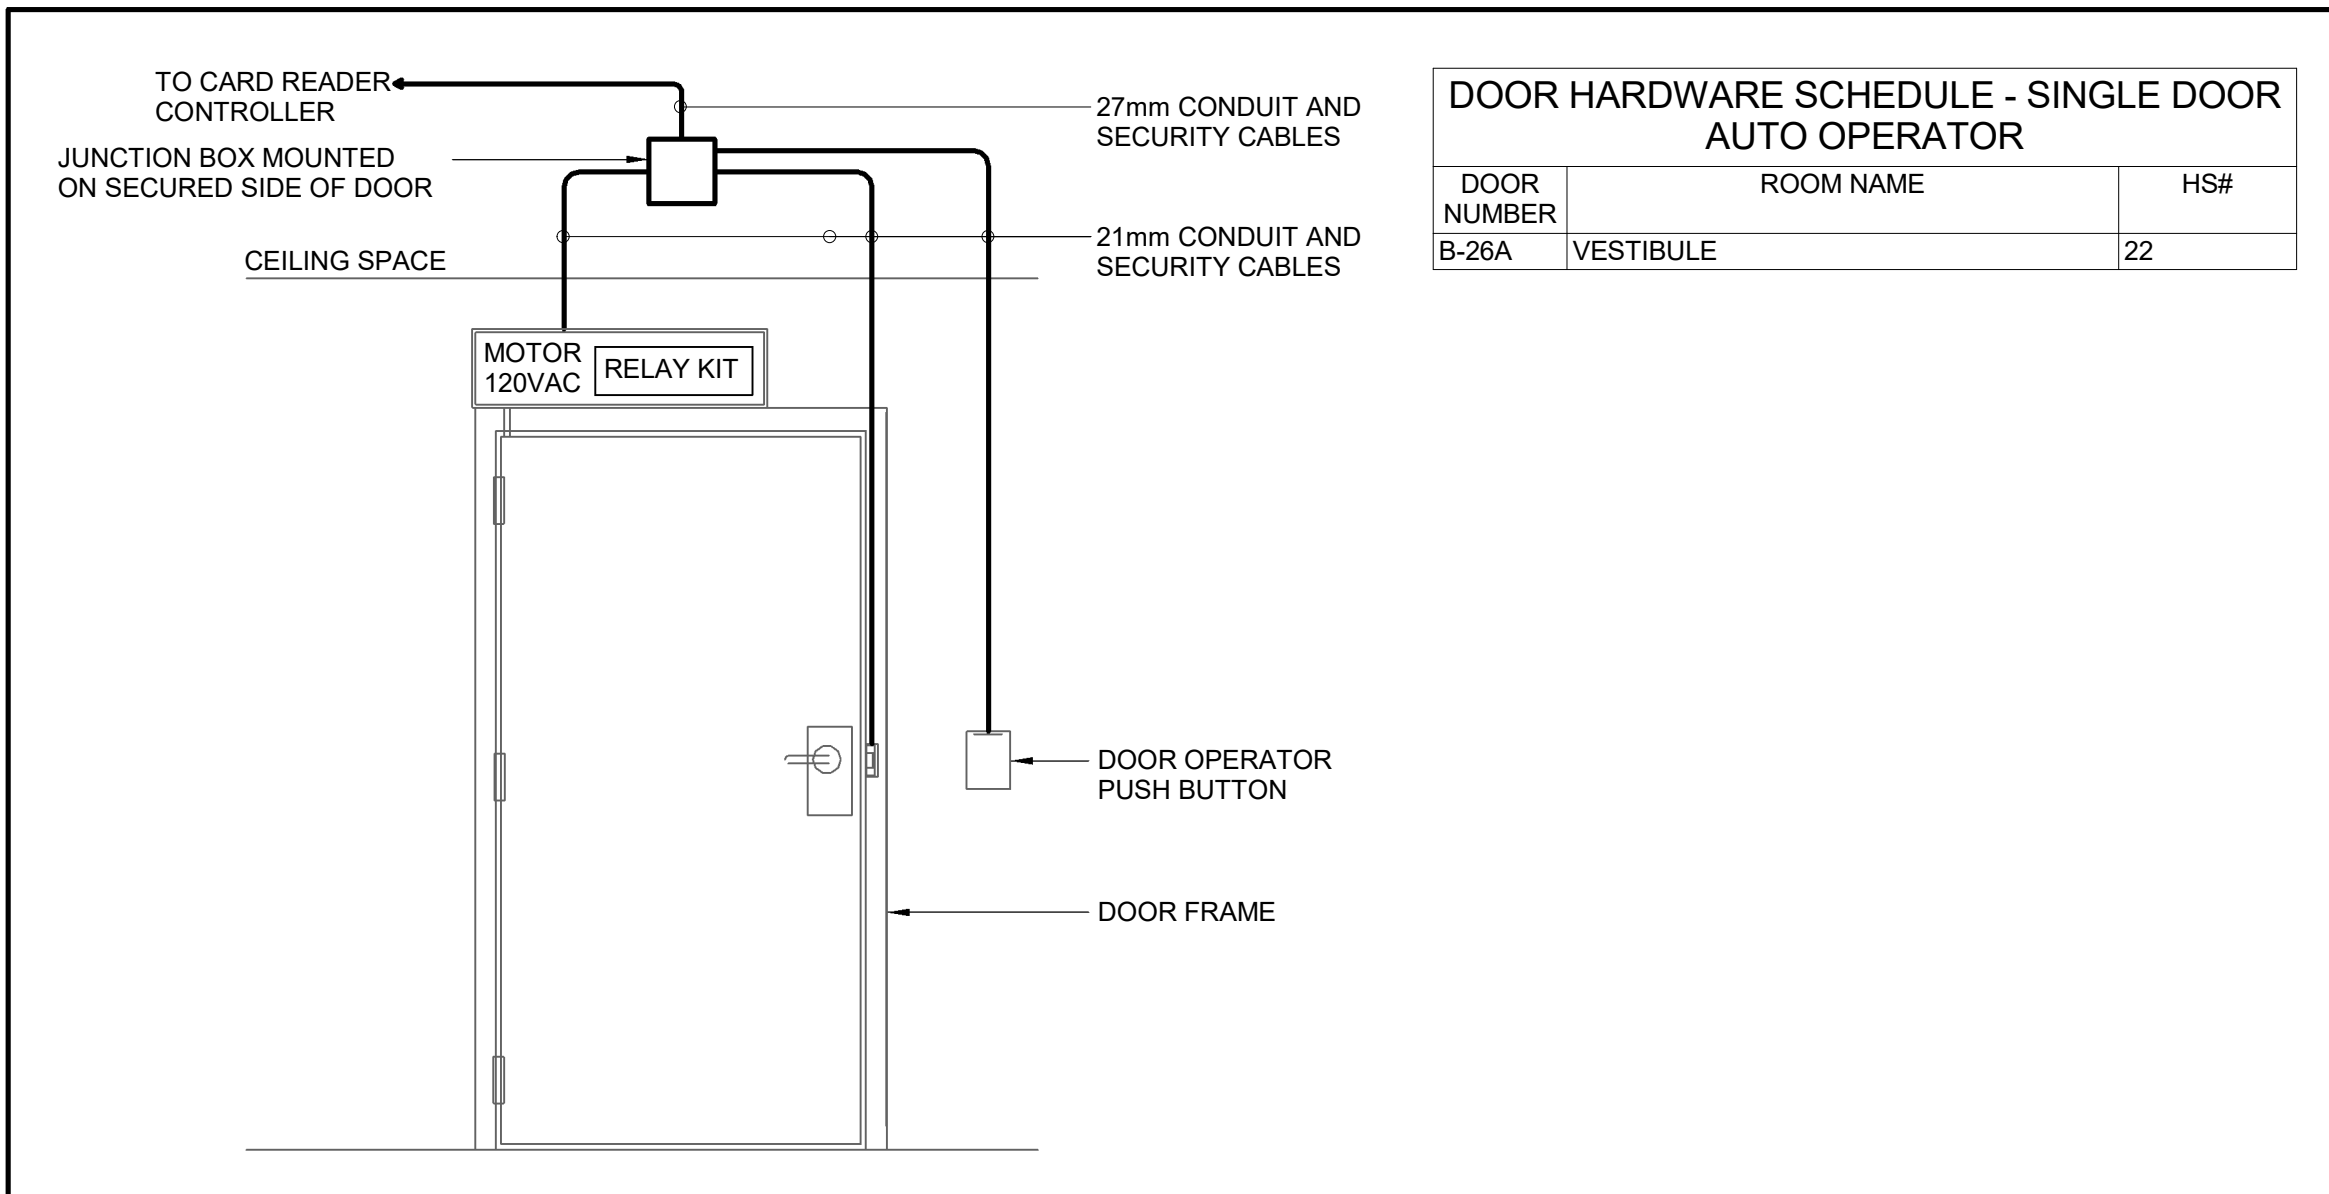 TO CARD READER
CONTROLLER
27mm CONDUIT AND
SECURITY CABLES
JUNCTION BOX MOUNTED
ON SECURED SIDE OF DOOR
21mm CONDUIT AND
SECURITY CABLES
CEILING SPACE
MOTOR
120VAC
RELAY KIT
DOOR OPERATOR
PUSH BUTTON
DOOR FRAME
DOOR HARDWARE SCHEDULE - SINGLE DOOR
AUTO OPERATOR
DOOR
NUMBER
ROOM NAME
HS#
B-26A
VESTIBULE
22